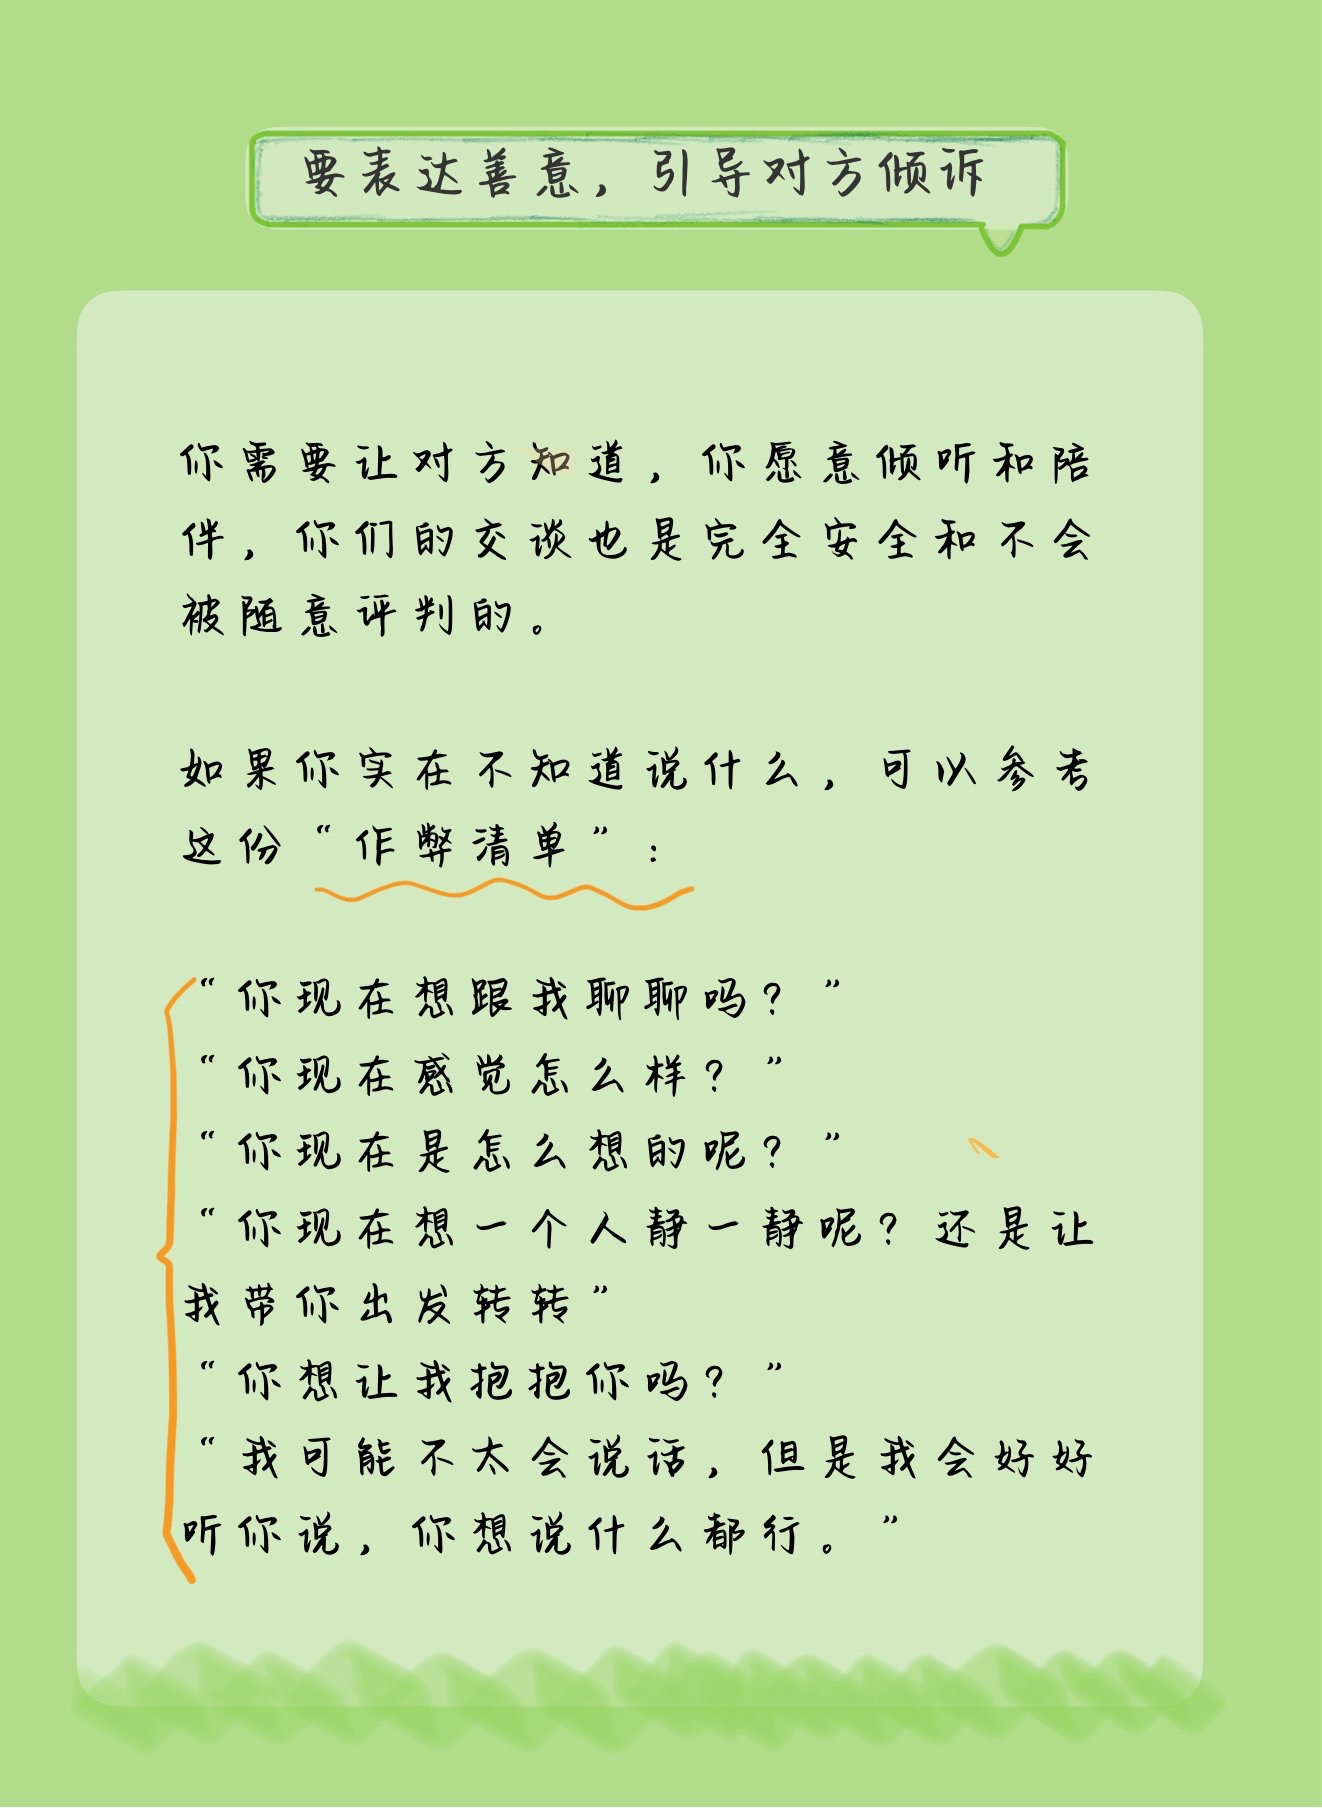 要表达善意，引导对方倾诉
你需要让对方知道，你愿意倾听和陪
伴，你们的交谈也是完全安全和不会
被随意评判的。
如果你实在不知道说什么，可以参考
这份“作弊清单”：
“你现在想跟我聊聊吗？”
“你现在感觉怎么样？”
“你现在是怎么想的呢？”
“你现在想一个人静一静呢？还是让
我带你出发转转”
“你想让我抱抱你吗？”
“我可能不太会说话，但是我会好好
听你说，你想说什么都行。”